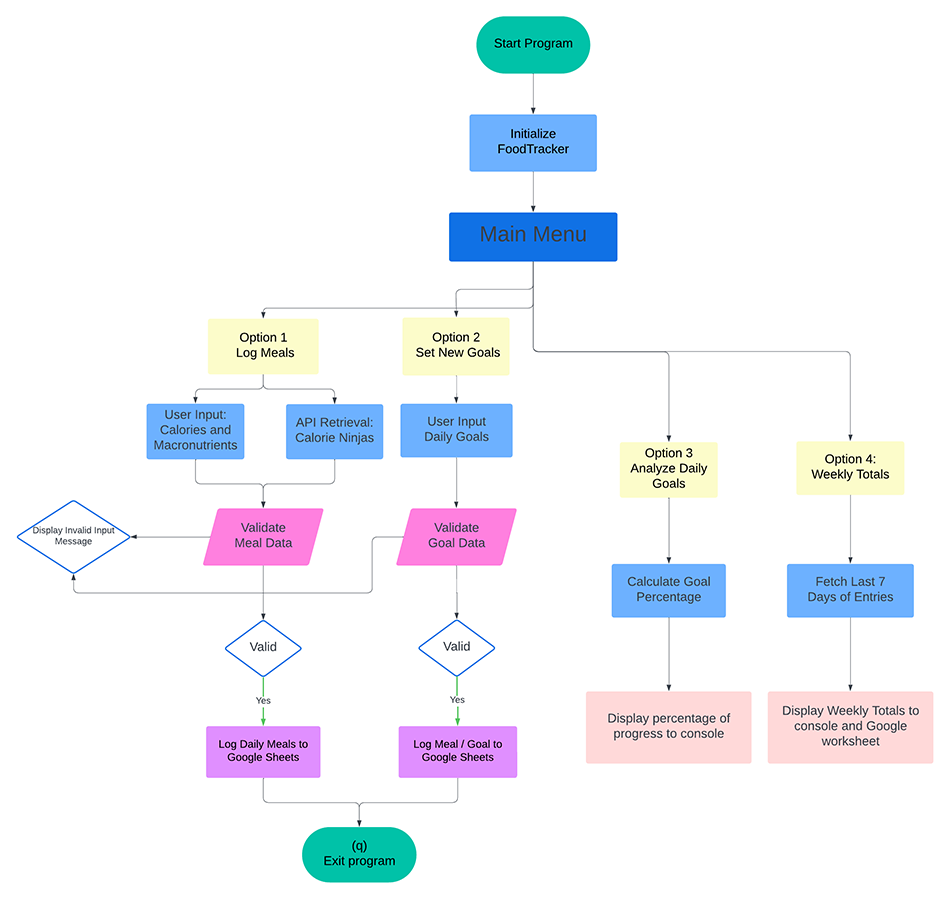 Start Program
Initialize
FoodTracker
Main Menu
Option 1
Log Meals
Option 2
Set New Goals
User Input:
Calories and
Macronutrients
API Retrieval:
Calorie Ninjas
User Input
Daily Goals
Option 3
Analyze Daily
Goals
Option 4:
Weekly Totals
Display Invalid Input
Message
Validate
Meal Data
Validate
Goal Data
Calculate Goal
Percentage
Fetch Last 7
Days of Entries
Valid
Valid
Yes
Yes
Display percentage of
progress to console
Display Weekly Totals to
console and Google
worksheet
Log Daily Meals to
Google Sheets
Log Meal / Goal to
Google Sheets
(q)
Exit program